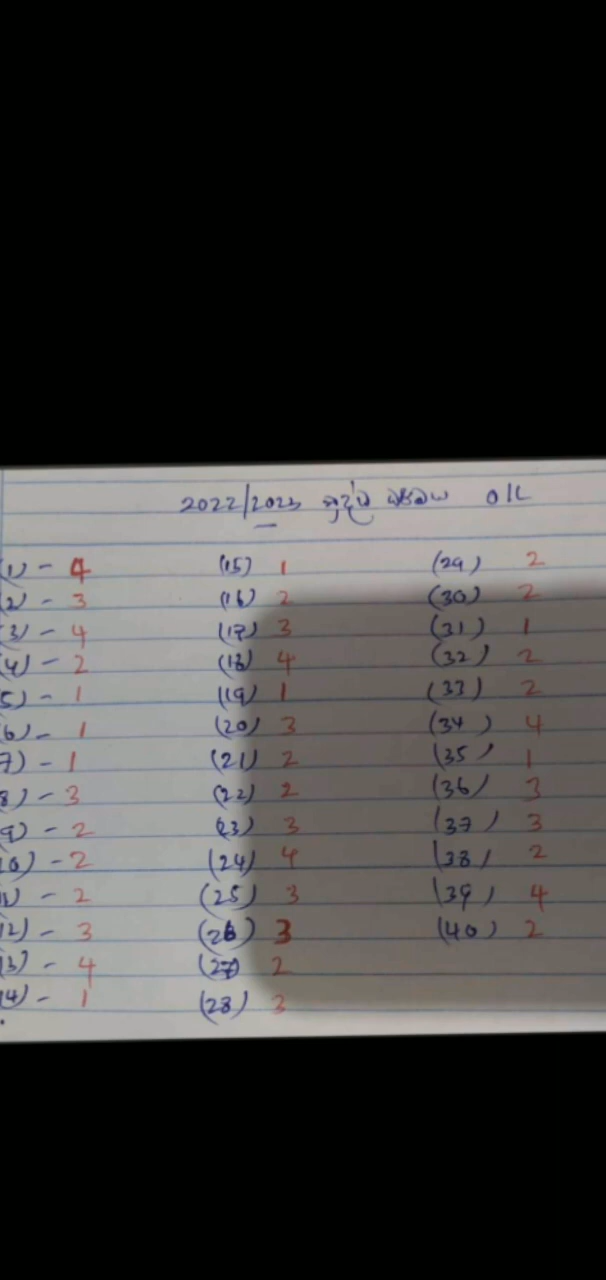 2022/2023 බුද්ධ ධර්මය O/L
1) - 4 (15) 1 (29) 2
2) - 3 (16) 2 (30) 2
3) - 4 (17) 3 (31) 1
4) - 2 (18) 4 (32) 2
5) - 1 (19) 1 (33) 2
6) - 1 (20) 3 (34) 4
7) - 1 (21) 2 (35) 1
8) - 3 (22) 2 (36) 3
9) - 2 (23) 3 (37) 3
10) - 2 (24) 4 (38) 2
11) - 2 (25) 3 (39) 4
12) - 3 (26) 3 (40) 2
13) - 4 (27) 2
14) - 1 (28) 3